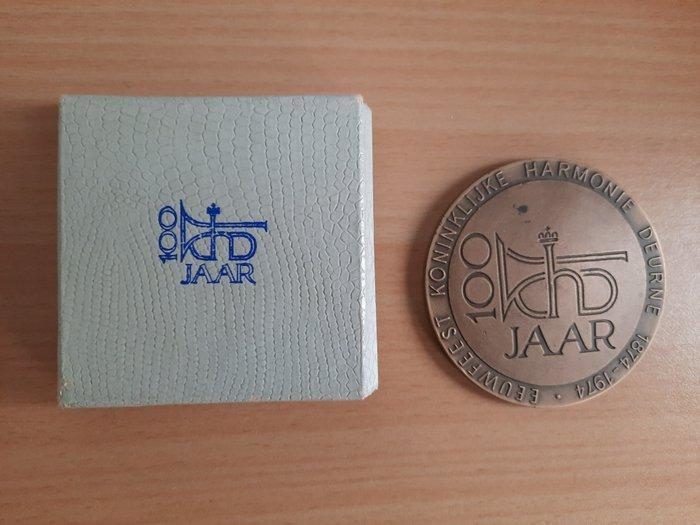 100
khD
JAAR
EEUWFEEST KONINKLIJKE HARMONIE DEURNE 1874-1974 •
100
khD
JAAR